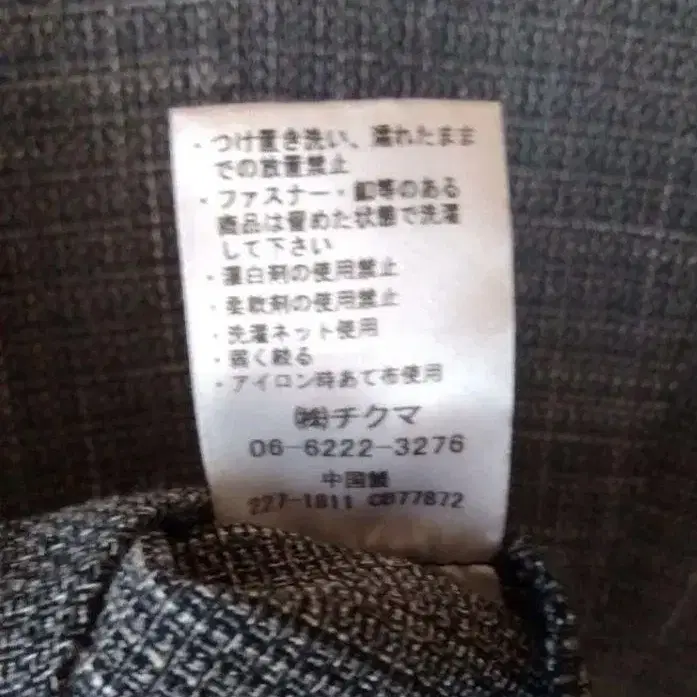 ・つけ置き洗い、濡れたまま
での放置禁止
・ファスナー・釦等のある
商品は留めた状態で洗濯
して下さい
・蛍白剤の使用禁止
・柔軟剤の使用禁止
・洗濯ネット使用
・弱く絞る
・アイロン時あて布使用
㈱チクマ
06-6222-3276
中国製
227-1811 CB77872